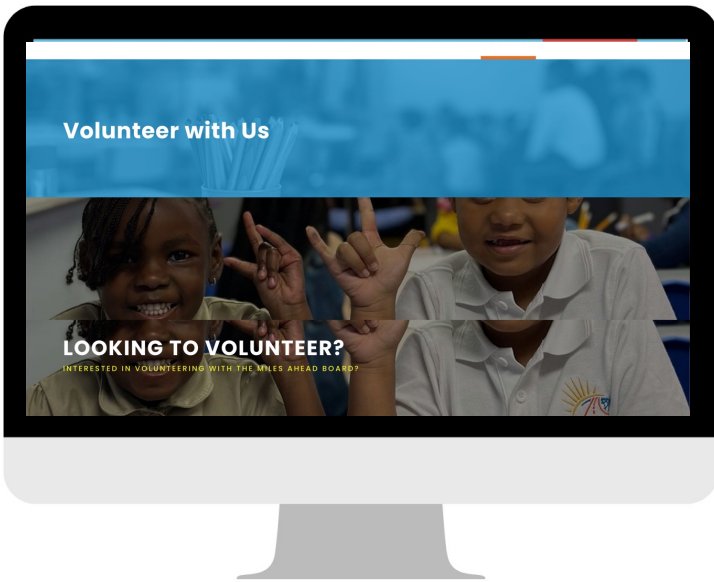 Volunteer with Us
LOOKING TO VOLUNTEER?
INTERESTED IN VOLUNTEERING WITH THE MILES AHEAD BOARD?